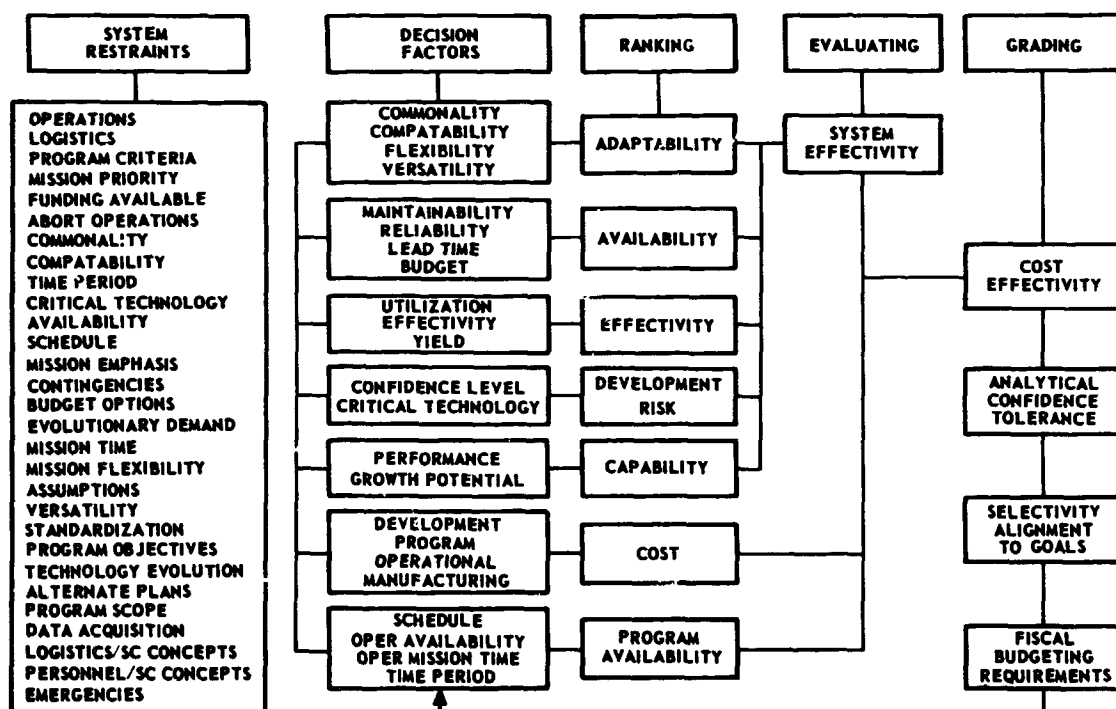 SYSTEM
RESTRAINTS
DECISION
FACTORS
RANKING
EVALUATING
GRADING
OPERATIONS
LOGISTICS
PROGRAM CRITERIA
MISSION PRIORITY
FUNDING AVAILABLE
ABORT OPERATIONS
COMMONALITY
COMPATABILITY
TIME PERIOD
CRITICAL TECHNOLOGY
AVAILABILITY
SCHEDULE
MISSION EMPHASIS
CONTINGENCIES
BUDGET OPTIONS
EVOLUTIONARY DEMAND
MISSION TIME
MISSION FLEXIBILITY
ASSUMPTIONS
VERSATILITY
STANDARDIZATION
PROGRAM OBJECTIVES
TECHNOLOGY EVOLUTION
ALTERNATE PLANS
PROGRAM SCOPE
DATA ACQUISITION
LOGISTICS/SC CONCEPTS
PERSONNEL/SC CONCEPTS
EMERGENCIES
COMMONALITY
COMPATABILITY
FLEXIBILITY
VERSATILITY
MAINTAINABILITY
RELIABILITY
LEAD TIME
BUDGET
UTILIZATION
EFFECTIVITY
YIELD
CONFIDENCE LEVEL
CRITICAL TECHNOLOGY
PERFORMANCE
GROWTH POTENTIAL
DEVELOPMENT
PROGRAM
OPERATIONAL
MANUFACTURING
SCHEDULE
OPER AVAILABILITY
OPER MISSION TIME
TIME PERIOD
ADAPTABILITY
AVAILABILITY
EFFECTIVITY
DEVELOPMENT
RISK
CAPABILITY
COST
PROGRAM
AVAILABILITY
SYSTEM
EFFECTIVITY
COST
EFFECTIVITY
ANALYTICAL
CONFIDENCE
TOLERANCE
SELECTIVITY
ALIGNMENT
TO GOALS
FISCAL
BUDGETING
REQUIREMENTS